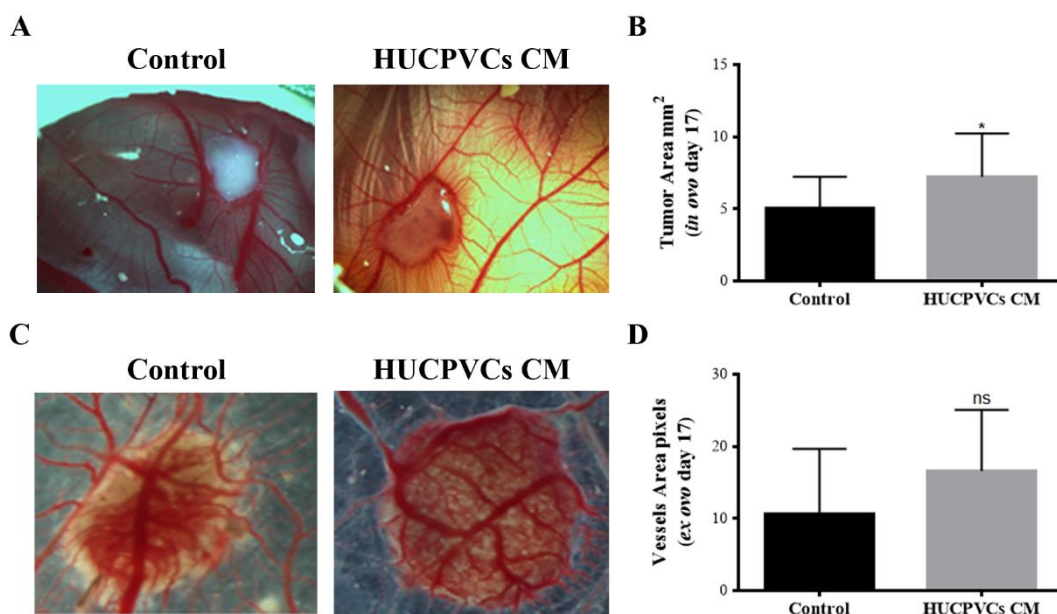 A
Control
HUCPVCs CM
B
Tumor Area mm²
(in ovo day 17)
15
10
5
0
*
Control
HUCPVCs CM
C
Control
HUCPVCs CM
D
Vessels Area pixels
(ex ovo day 17)
30
20
10
0
ns
Control
HUCPVCs CM